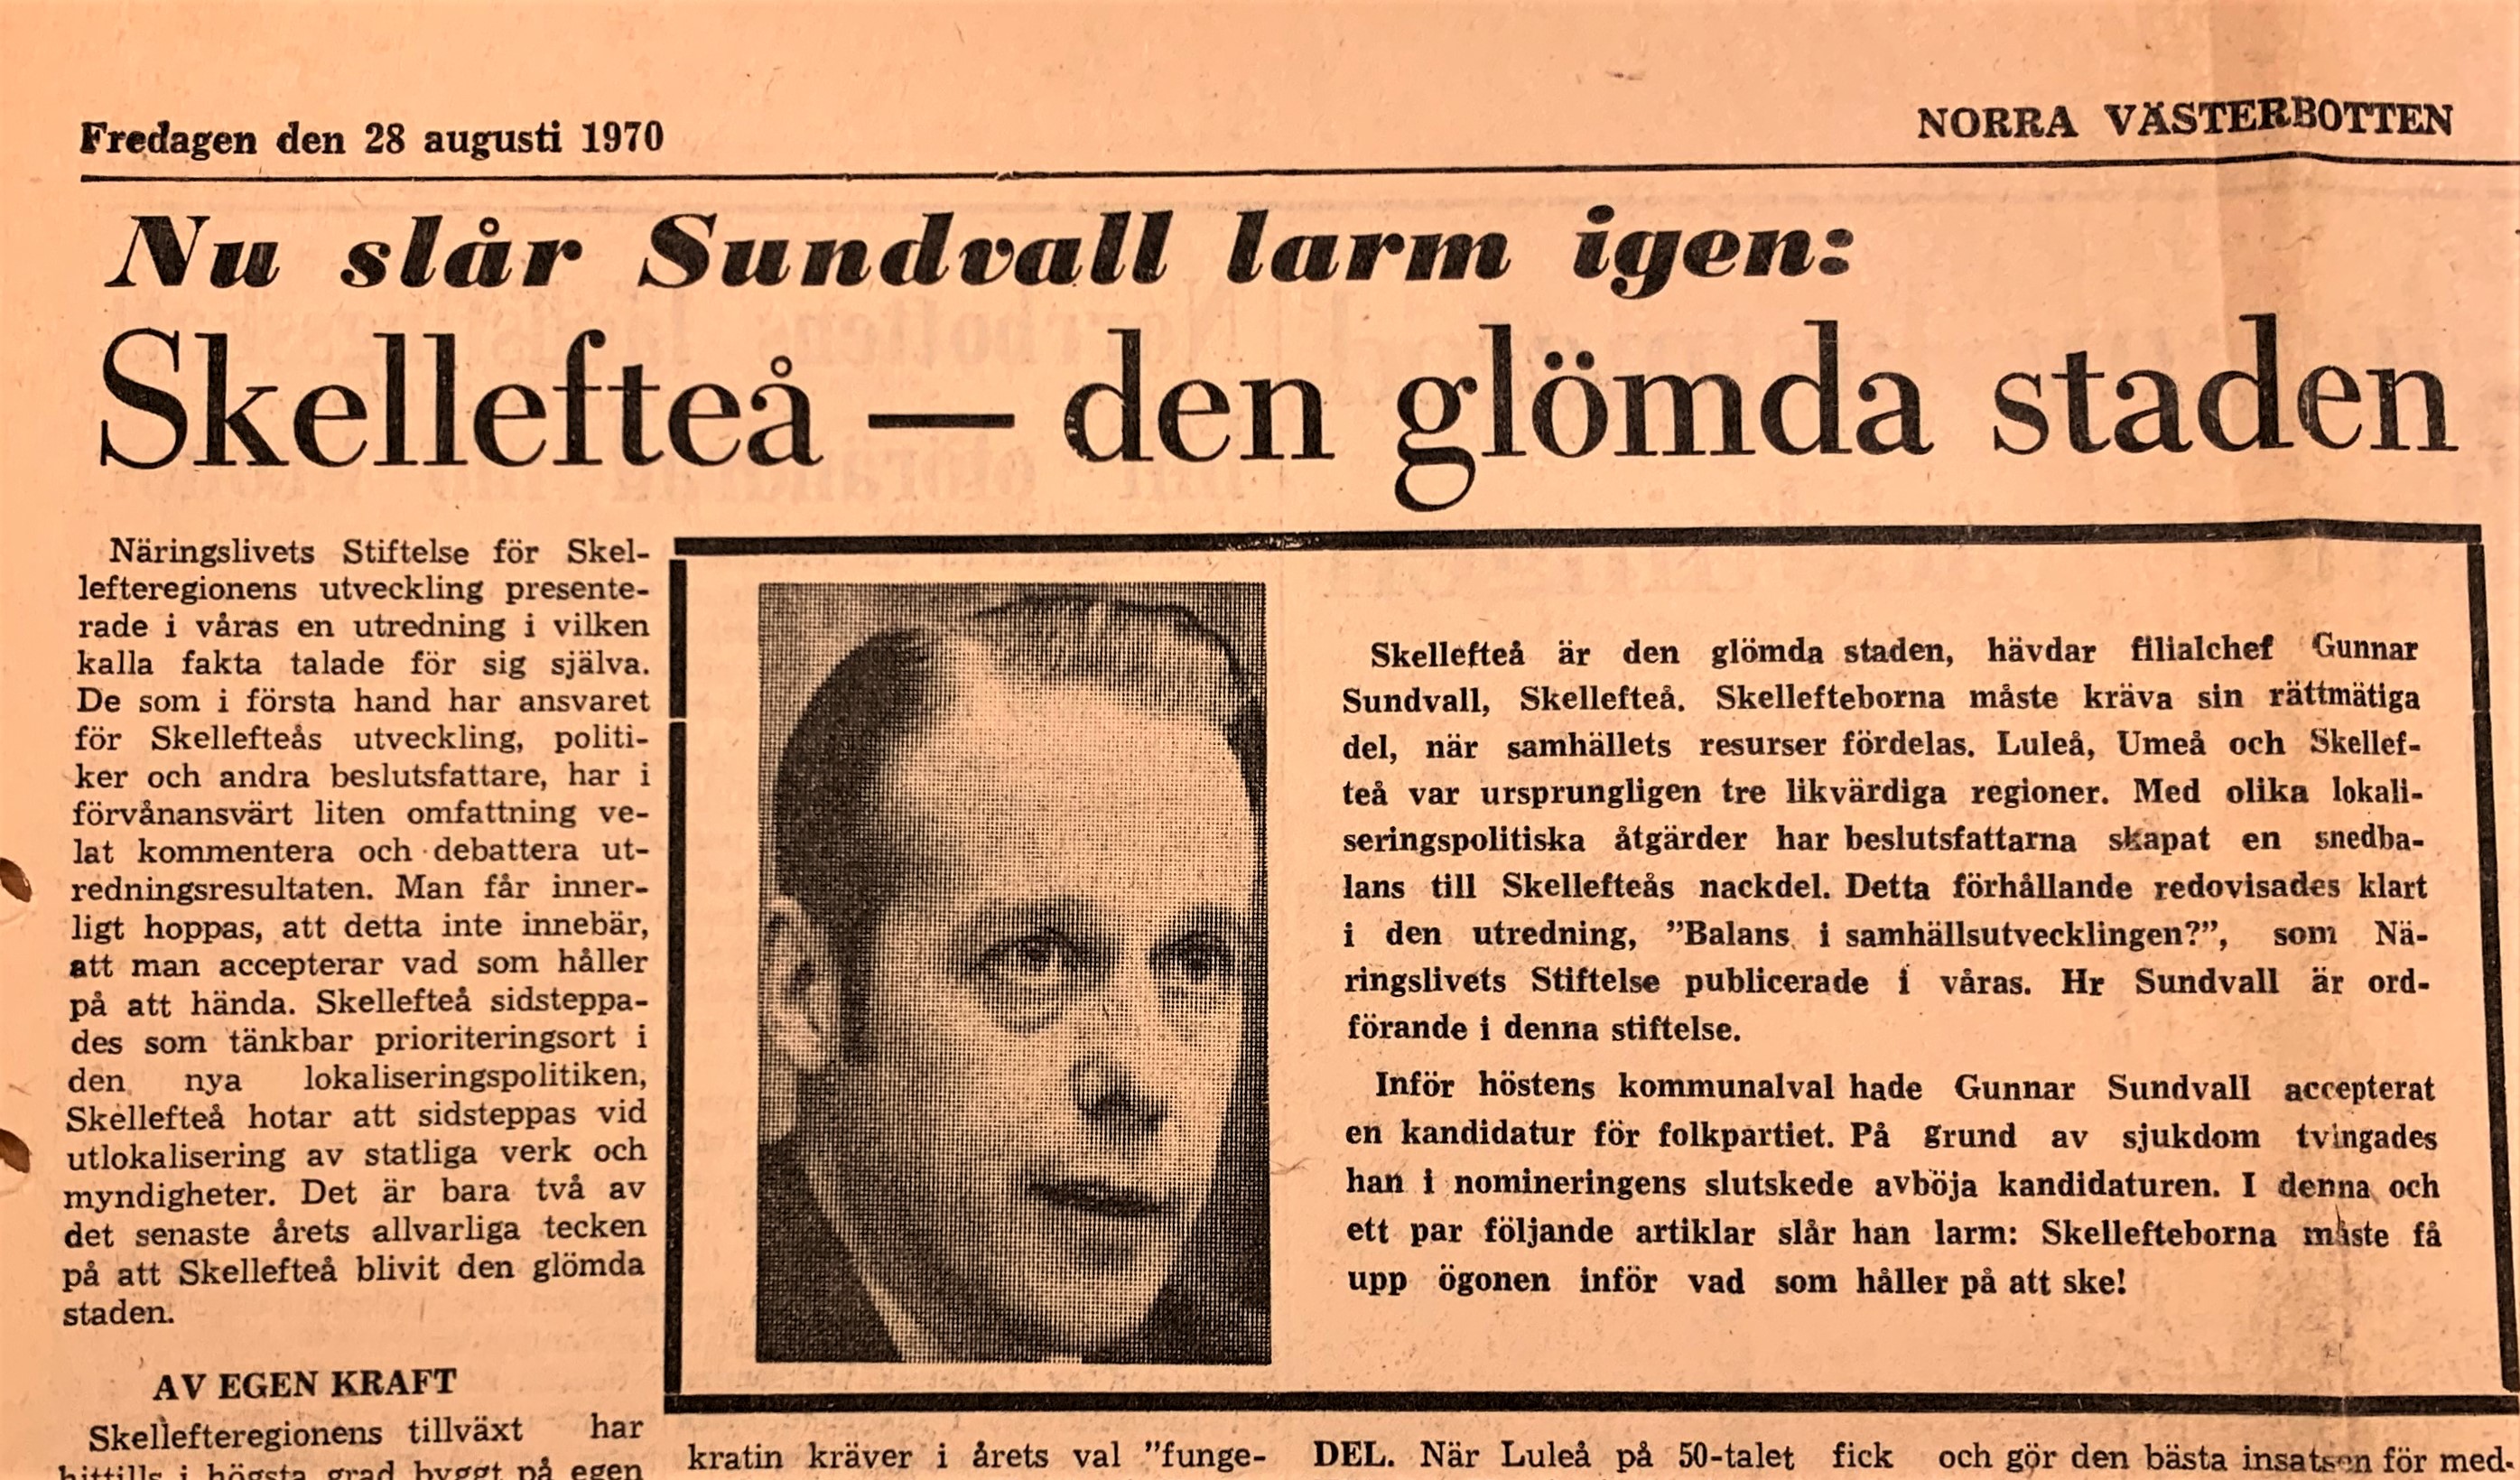 Fredagen den 28 augusti 1970
NORRA VÄSTERBOTTEN
Nu slår Sundvall larm igen:
Skellefteå — den glömda staden
Näringslivets Stiftelse för Skel-
lefteregionens utveckling presente-
rade i våras en utredning i vilken
kalla fakta talade för sig själva.
De som i första hand har ansvaret
för Skellefteås utveckling, politi-
ker och andra beslutsfattare, har i
förvånansvärt liten omfattning ve-
lat kommentera och debattera ut-
redningsresultaten. Man får inner-
ligt hoppas, att detta inte innebär,
att man accepterar vad som håller
på att hända. Skellefteå sidsteppa-
des som tänkbar prioriteringsort i
den nya lokaliseringspolitiken,
Skellefteå hotar att sidsteppas vid
utlokalisering av statliga verk och
myndigheter. Det är bara två av
det senaste årets allvarliga tecken
på att Skellefteå blivit den glömda
staden.
AV EGEN KRAFT
Skellefteregionens tillväxt har
hittills i högsta grad byggt på egen
Skellefteå är den glömda staden, hävdar filialchef Gunnar
Sundvall, Skellefteå. Skellefteborna måste kräva sin rättmätiga
del, när samhällets resurser fördelas. Luleå, Umeå och Skellef-
teå var ursprungligen tre likvärdiga regioner. Med olika lokali-
seringspolitiska åtgärder har beslutsfattarna skapat en snedba-
lans till Skellefteås nackdel. Detta förhållande redovisades klart
i den utredning, ”Balans i samhällsutvecklingen?”, som Nä-
ringslivets Stiftelse publicerade i våras. Hr Sundvall är ord-
förande i denna stiftelse.
Inför höstens kommunalval hade Gunnar Sundvall accepterat
en kandidatur för folkpartiet. På grund av sjukdom tvingades
han i nomineringens slutskede avböja kandidaturen. I denna och
ett par följande artiklar slår han larm: Skellefteborna måste få
upp ögonen inför vad som håller på att ske!
kratin kräver i årets val ”funge-
DEL. När Luleå på 50-talet fick
och gör den bästa insatsen för med-